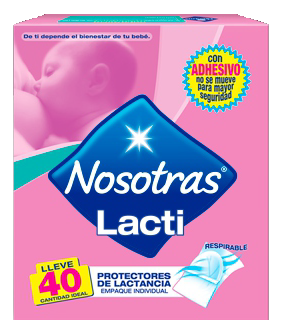 De ti depende el bienestar de tu bebé.
con
ADHESIVO
no se mueve
para mayor
seguridad
Nosotras®
Lacti
RESPIRABLE
LLEVE
40
CANTIDAD IDEAL
PROTECTORES
DE LACTANCIA
EMPAQUE INDIVIDUAL